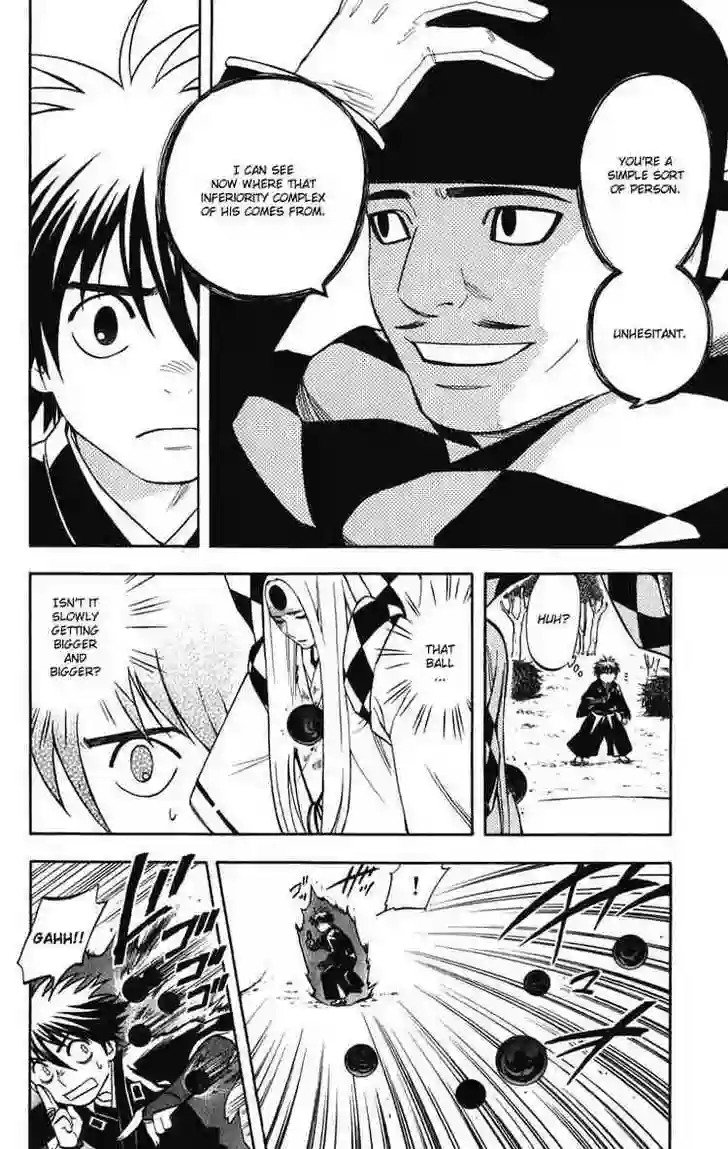 YOU'RE A
SIMPLE SORT
OF PERSON.
UNHESITANT.
I CAN SEE
NOW WHERE THAT
INFERIORITY COMPLEX
OF HIS COMES FROM.
HUH?
THAT
BALL
...
ISN'T IT
SLOWLY
GETTING
BIGGER
AND
BIGGER?
!
GAHH!!